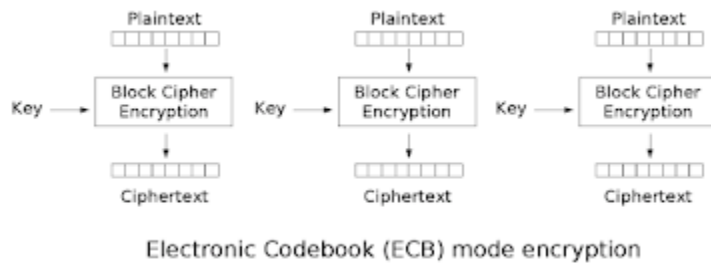 Plaintext Plaintext Plaintext
Key Block Cipher Encryption Key Block Cipher Encryption Key Block Cipher Encryption
Ciphertext Ciphertext Ciphertext
Electronic Codebook (ECB) mode encryption